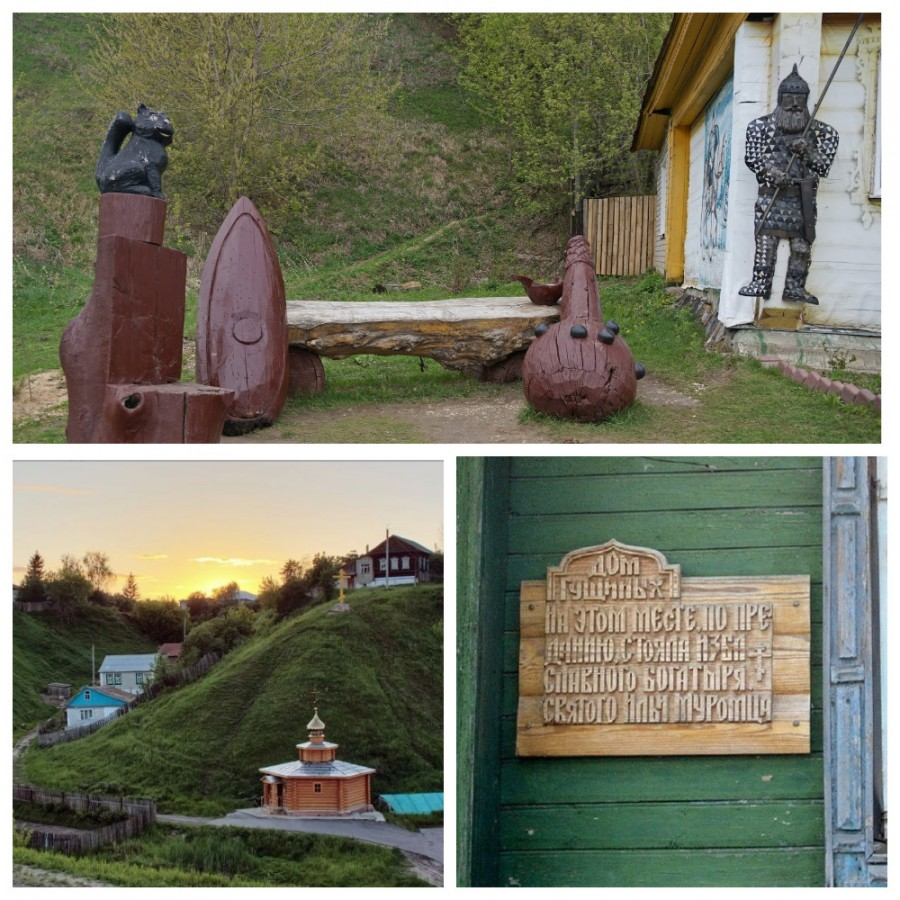 ДОМ
ГУЩИНЫХ
НА ЭТОМ МЕСТЕ, ПО ПРЕ
ДАНИЮ, СТОЯЛА ИЗБА
СЛАВНОГО БОГАТЫРЯ
СВЯТОГО ИЛЬИ МУРОМЦА